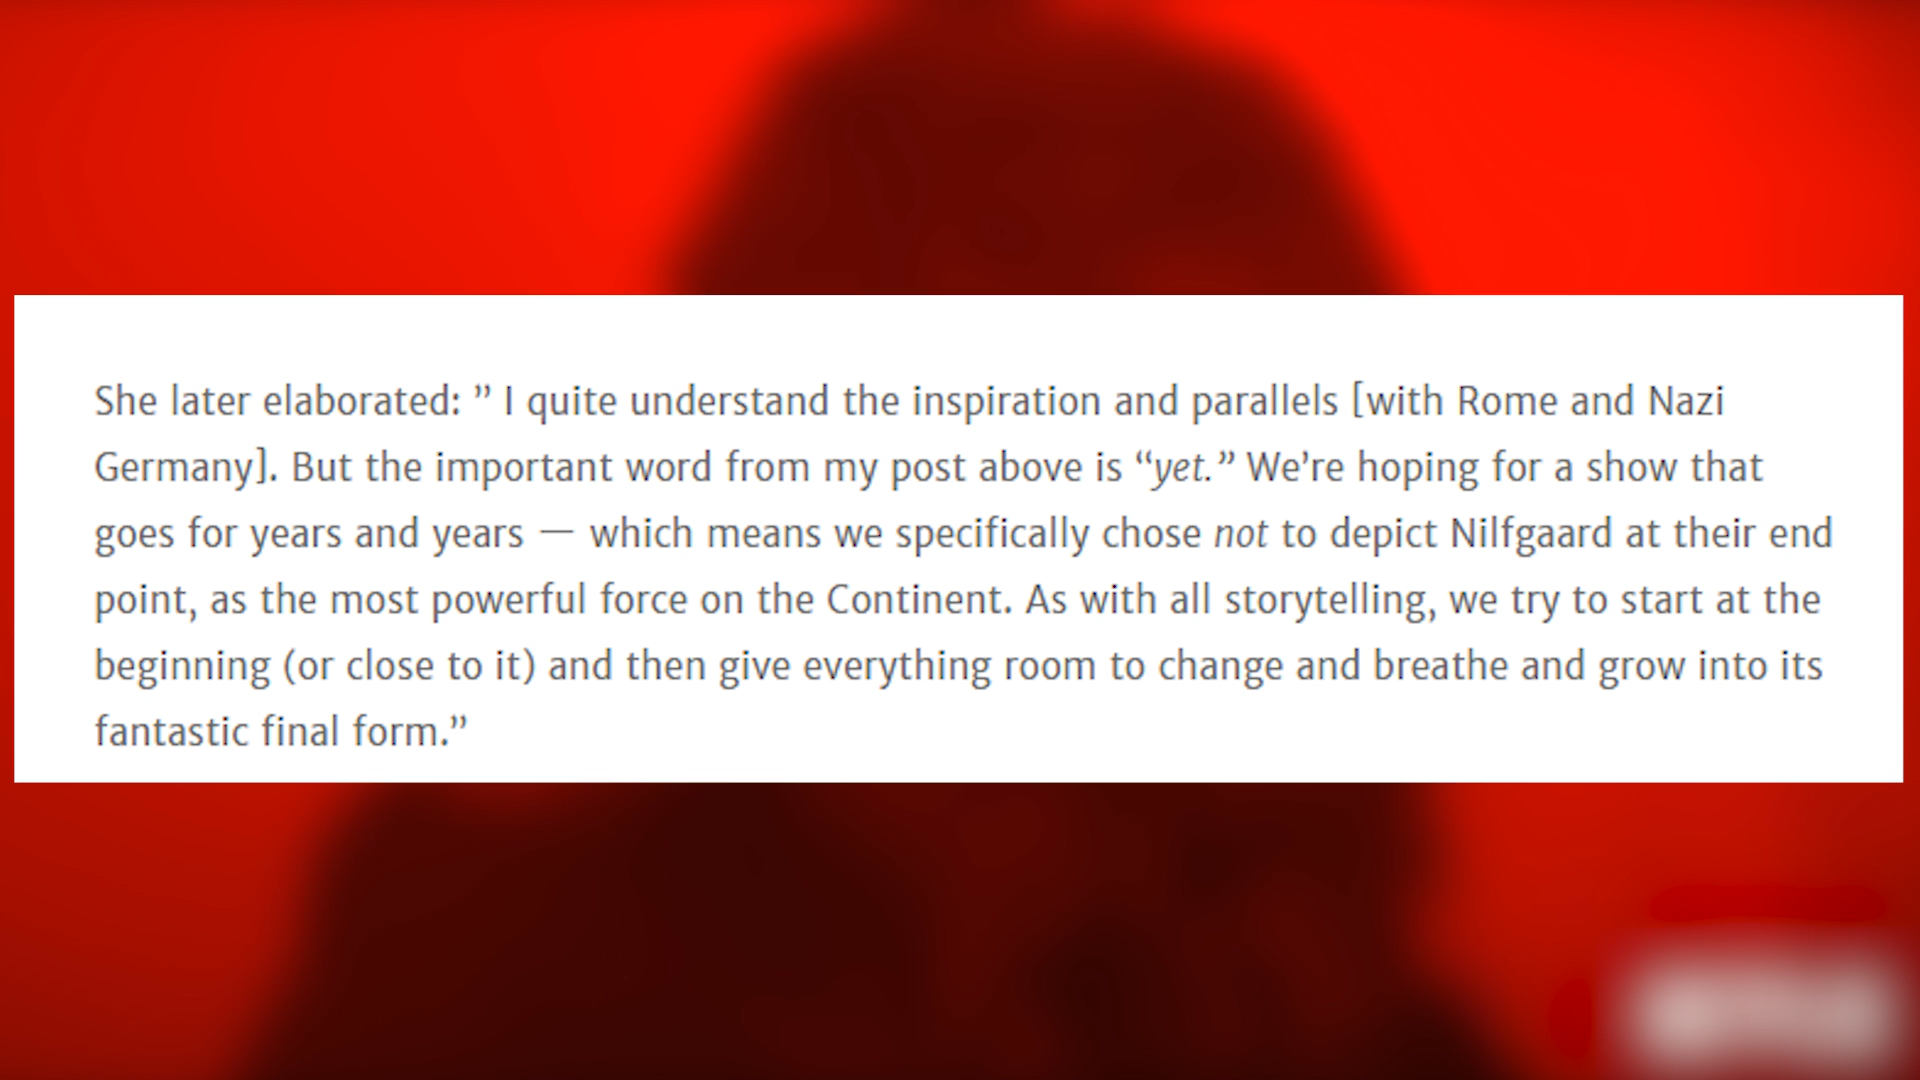 She later elaborated: ” I quite understand the inspiration and parallels [with Rome and Nazi
Germany]. But the important word from my post above is “yet.” We’re hoping for a show that
goes for years and years — which means we specifically chose not to depict Nilfgaard at their end
point, as the most powerful force on the Continent. As with all storytelling, we try to start at the
beginning (or close to it) and then give everything room to change and breathe and grow into its
fantastic final form.”